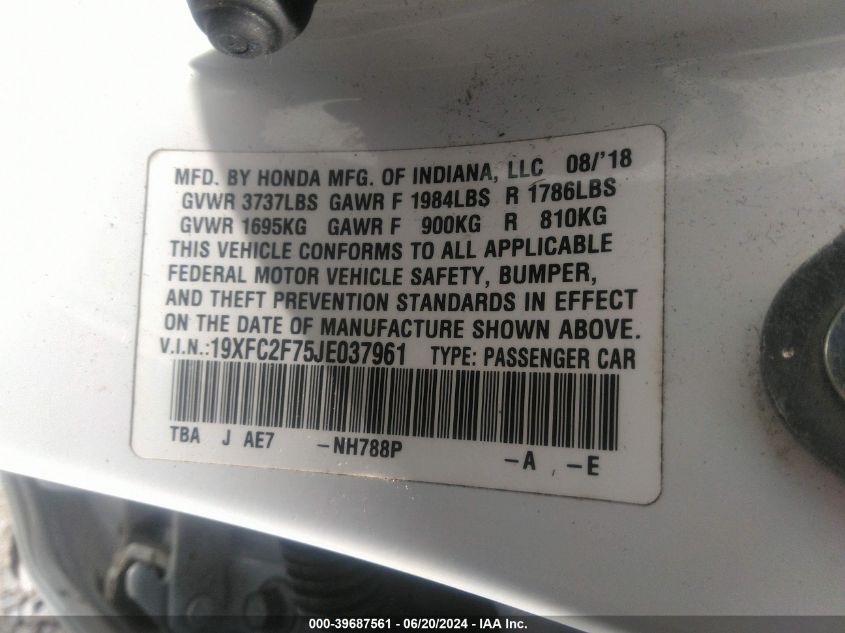 MFD. BY HONDA MFG. OF INDIANA, LLC 08/'18
GVWR 3737LBS GAWR F 1984LBS R 1786LBS
GVWR 1695KG GAWR F 900KG R 810KG
THIS VEHICLE CONFORMS TO ALL APPLICABLE
FEDERAL MOTOR VEHICLE SAFETY, BUMPER,
AND THEFT PREVENTION STANDARDS IN EFFECT
ON THE DATE OF MANUFACTURE SHOWN ABOVE.
V.I.N.:19XFC2F75JE037961 TYPE: PASSENGER CAR
TBA J AE7 -NH788P -A , -E
000-39687561 - 06/20/2024 - IAA Inc.